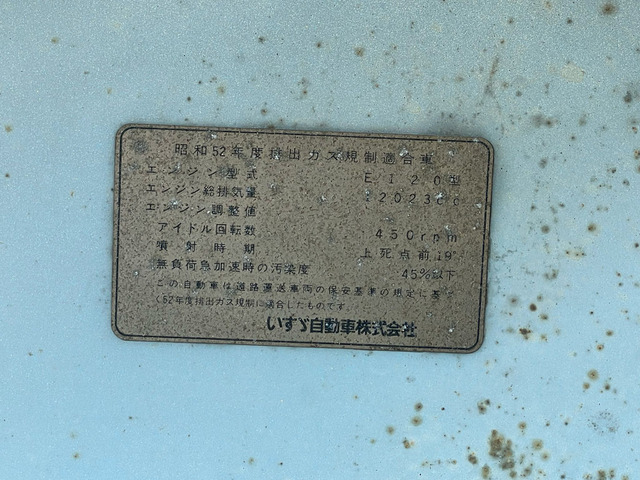 昭和52年度排出ガス規制適合車
エンジン型式 E120型
エンジン総排気量 12023cc
エンジン調整値
アイドル回転数 450rpm
噴射時期 上死点前19°
無負荷急加速時の汚染度 45%以下
この自動車は道路運送車両の保安基準の規定に基づ
く52年度排出ガス規制に適合したものです。
いすゞ自動車株式会社